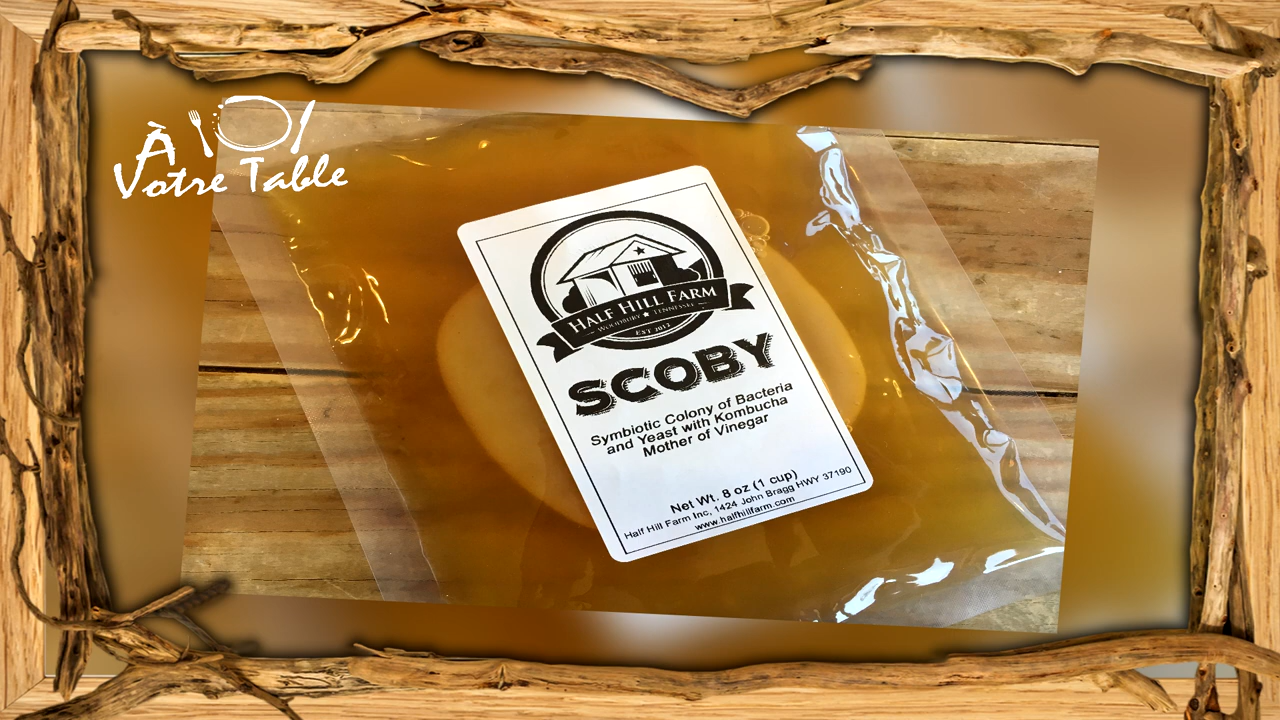 À
Votre Table
HALF HILL FARM
WOODBURY ★ TENNESSEE
EST 2012
SCOBY
Symbiotic Colony of Bacteria
and Yeast with Kombucha
Mother of Vinegar
Net Wt. 8 oz (1 cup)
Half Hill Farm Inc, 1424 John Bragg HWY 37190
www.halfhillfarm.com